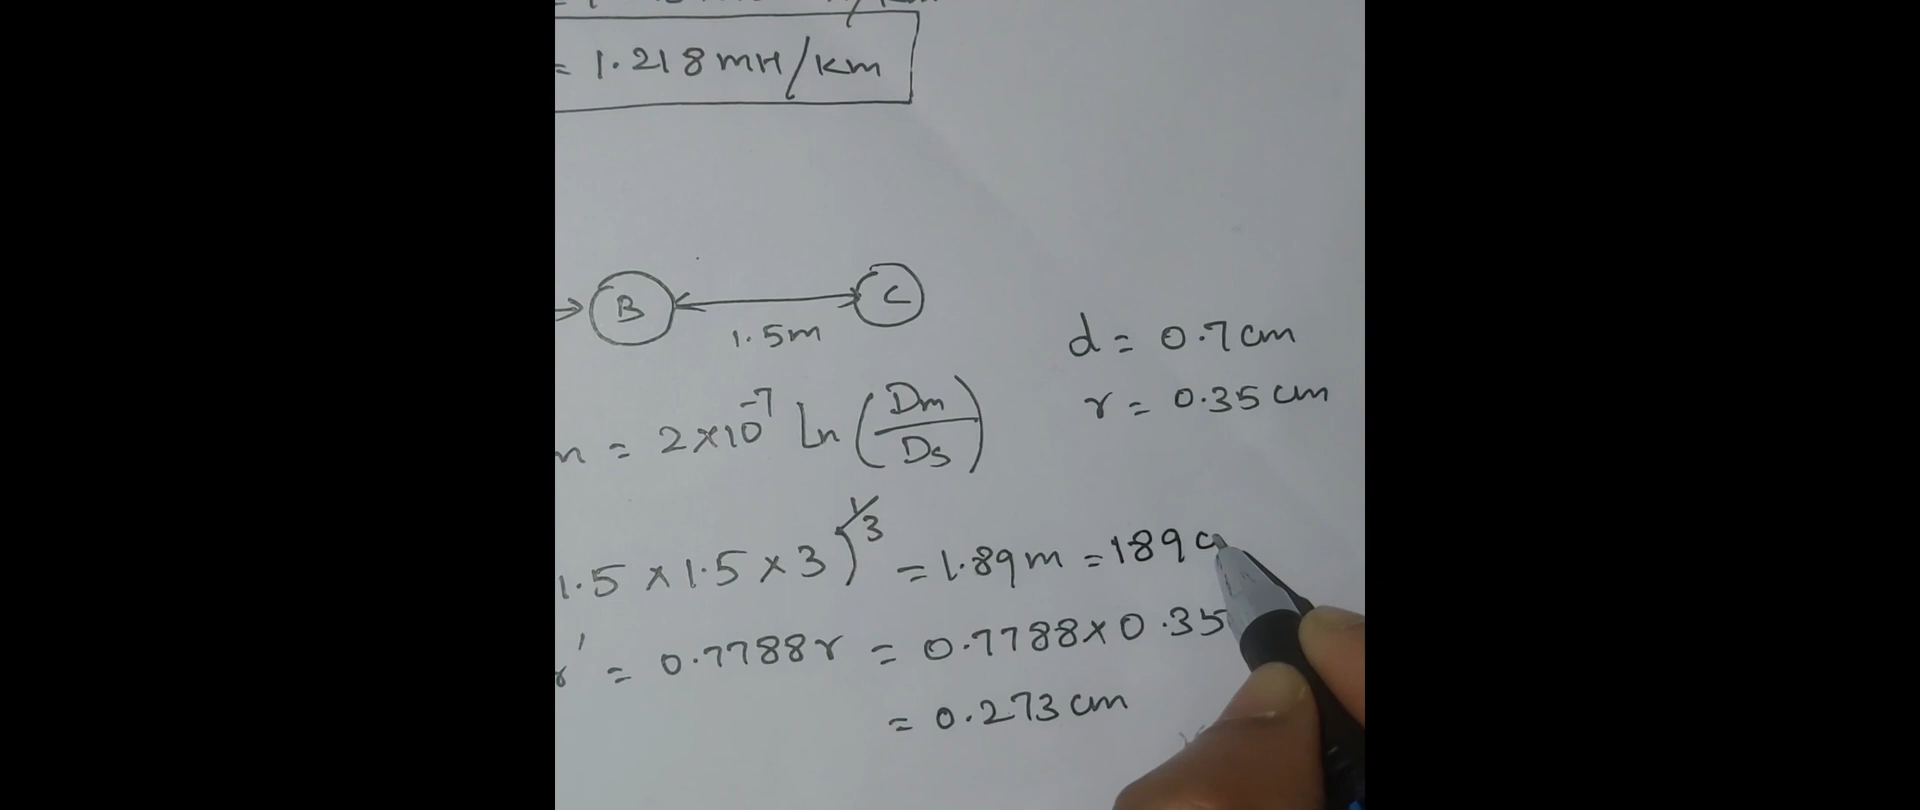 = 1.218 mH/km
B
C
1.5m
d = 0.7 cm
r = 0.35 cm
= 2×10⁻⁷ Ln (Dm/Ds)
1.5 × 1.5 × 3)^1/3 = 1.89m = 189 c
r' = 0.7788r = 0.7788×0.35
= 0.273 cm